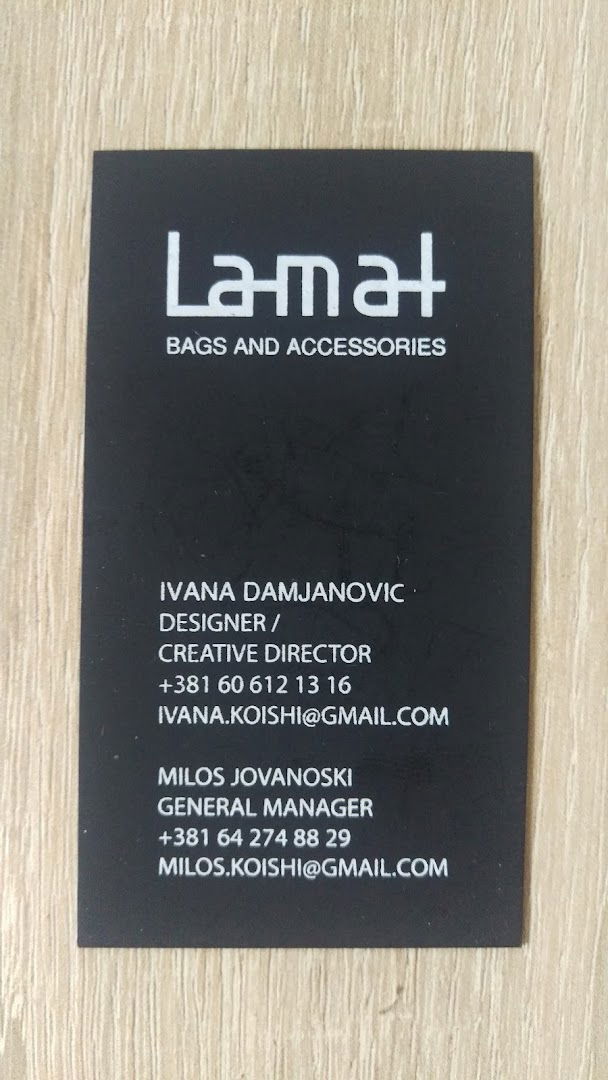 Lamat
BAGS AND ACCESSORIES
IVANA DAMJANOVIC
DESIGNER /
CREATIVE DIRECTOR
+381 60 612 13 16
IVANA.KOISHI@GMAIL.COM
MILOS JOVANOSKI
GENERAL MANAGER
+381 64 274 88 29
MILOS.KOISHI@GMAIL.COM